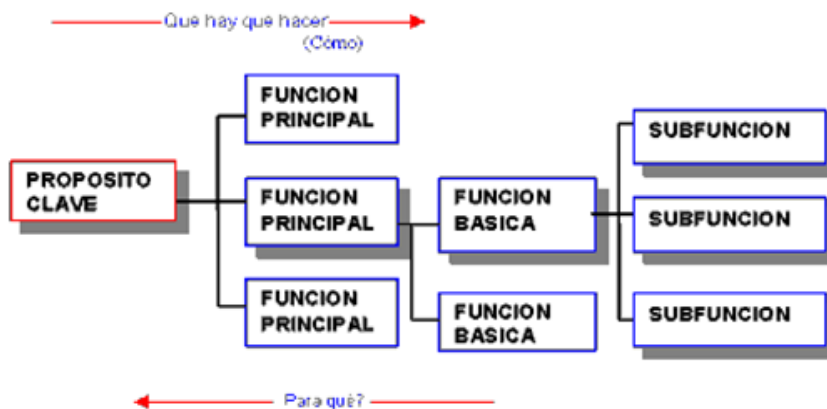 Que hay que hacer
(Cómo)
FUNCION
PRINCIPAL
SUBFUNCION
PROPOSITO
CLAVE
FUNCION
PRINCIPAL
FUNCION
BASICA
SUBFUNCION
FUNCION
PRINCIPAL
FUNCION
BASICA
SUBFUNCION
Para qué?